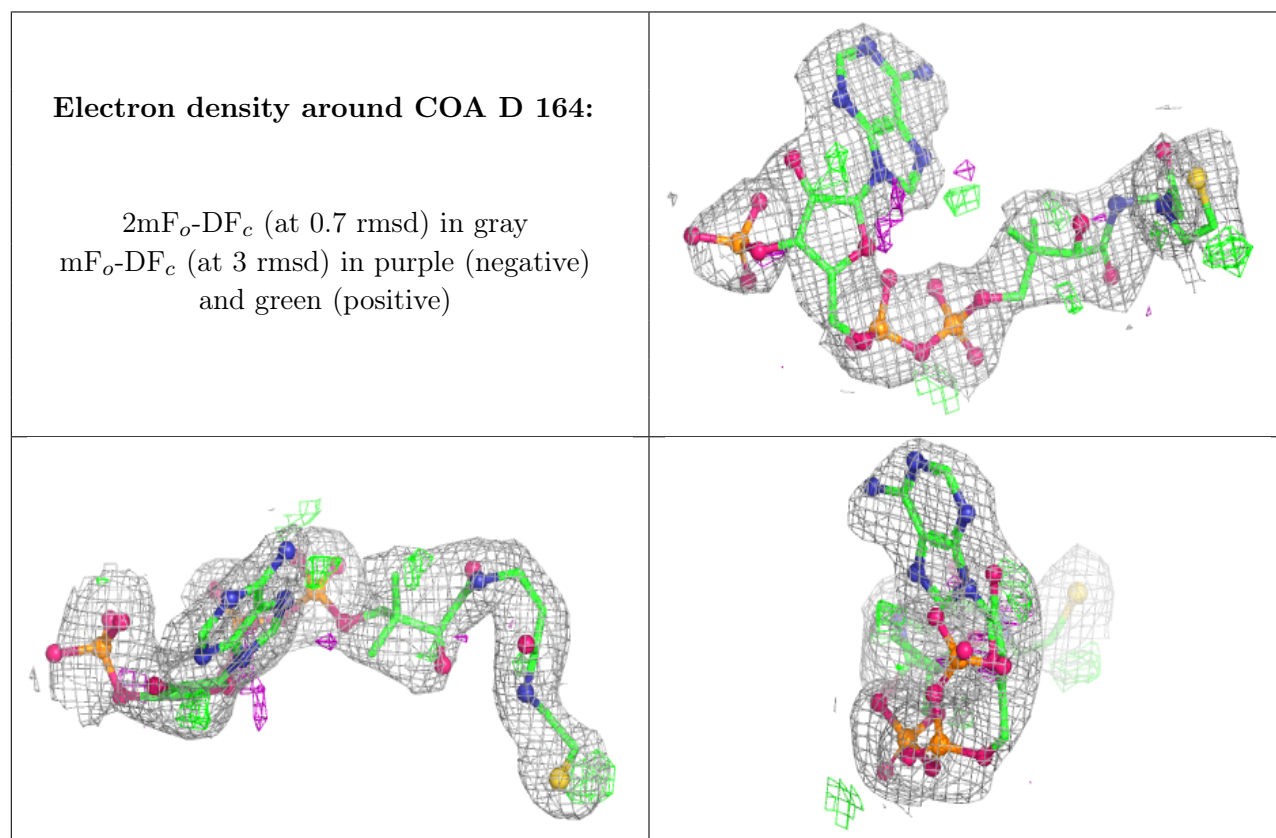 Electron density around COA D 164:
2mFo-DFc (at 0.7 rmsd) in gray
mFo-DFc (at 3 rmsd) in purple (negative)
and green (positive)